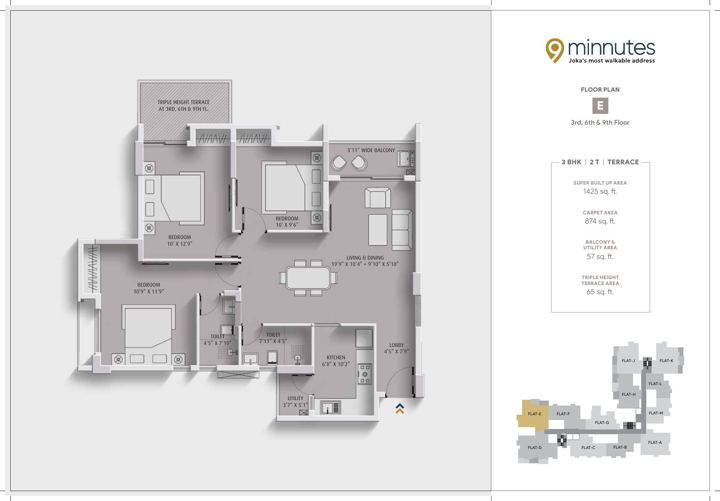 TRIPLE HEIGHT TERRACE
AT 3RD, 6TH & 9TH FL.
3'11" WIDE BALCONY
BEDROOM
10' X 12'9"
BEDROOM
10' X 9'6"
LIVING & DINING
19'9" X 10'4" + 9'10" X 5'10"
BEDROOM
10'9" X 11'9"
TOILET
4'5" X 7'10"
TOILET
7'11" X 4'5"
KITCHEN
6'8" X 10'2"
LOBBY
4'5" X 7'9"
UTILITY
3'7" X 5'1"
9 minnutes
Joka's most walkable address
FLOOR PLAN
E
3rd, 6th & 9th Floor
3 BHK | 2 T | TERRACE
SUPER BUILT UP AREA
1425 sq. ft.
CARPET AREA
874 sq. ft.
BALCONY &
UTILITY AREA
57 sq. ft.
TRIPLE HEIGHT
TERRACE AREA
65 sq. ft.
FLAT-J
FLAT-K
FLAT-L
FLAT-H
FLAT-M
FLAT-E
FLAT-F
FLAT-G
FLAT-D
FLAT-C
FLAT-B
FLAT-A